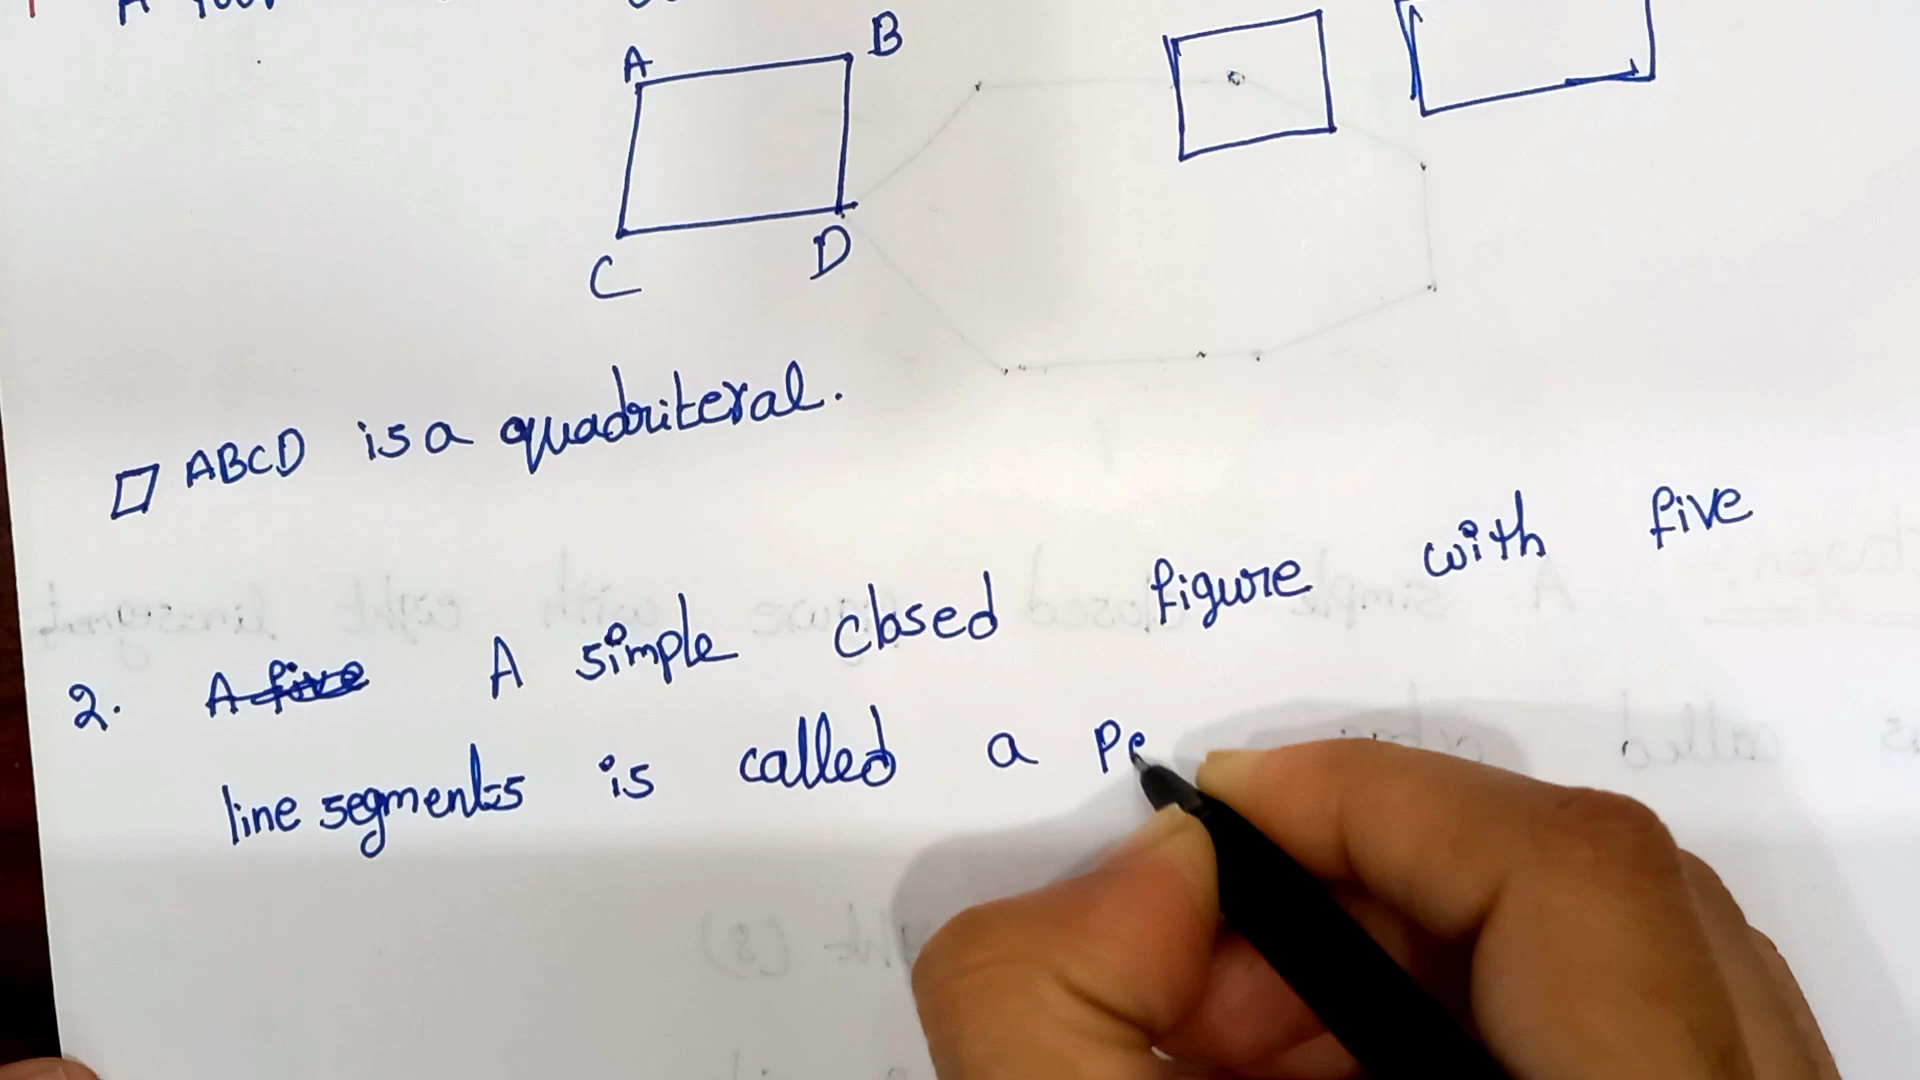 A
B
C
D
ABCD is a quadriteral.
2. A five A simple closed figure with five
line segments is called a Pe